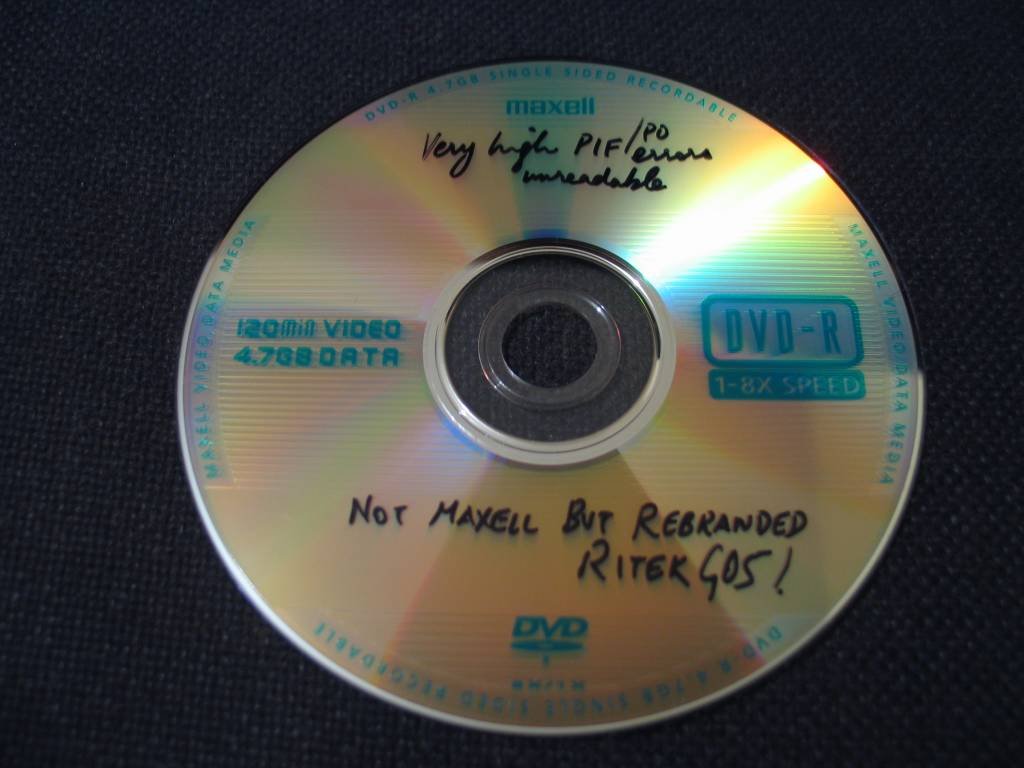 DVD-R 4.7GB SINGLE SIDED RECORDABLE
maxell
Very high PIF/PO errors
unreadable
MAXELL VIDEO/DATA MEDIA
MAXELL VIDEO/DATA MEDIA
120min VIDEO
4.7GB DATA
DVD-R
1-8X SPEED
NOT MAXELL BUT REBRANDED
RITEK G05!
DVD
DVD-R 4.7GB SINGLE SIDED RECORDABLE